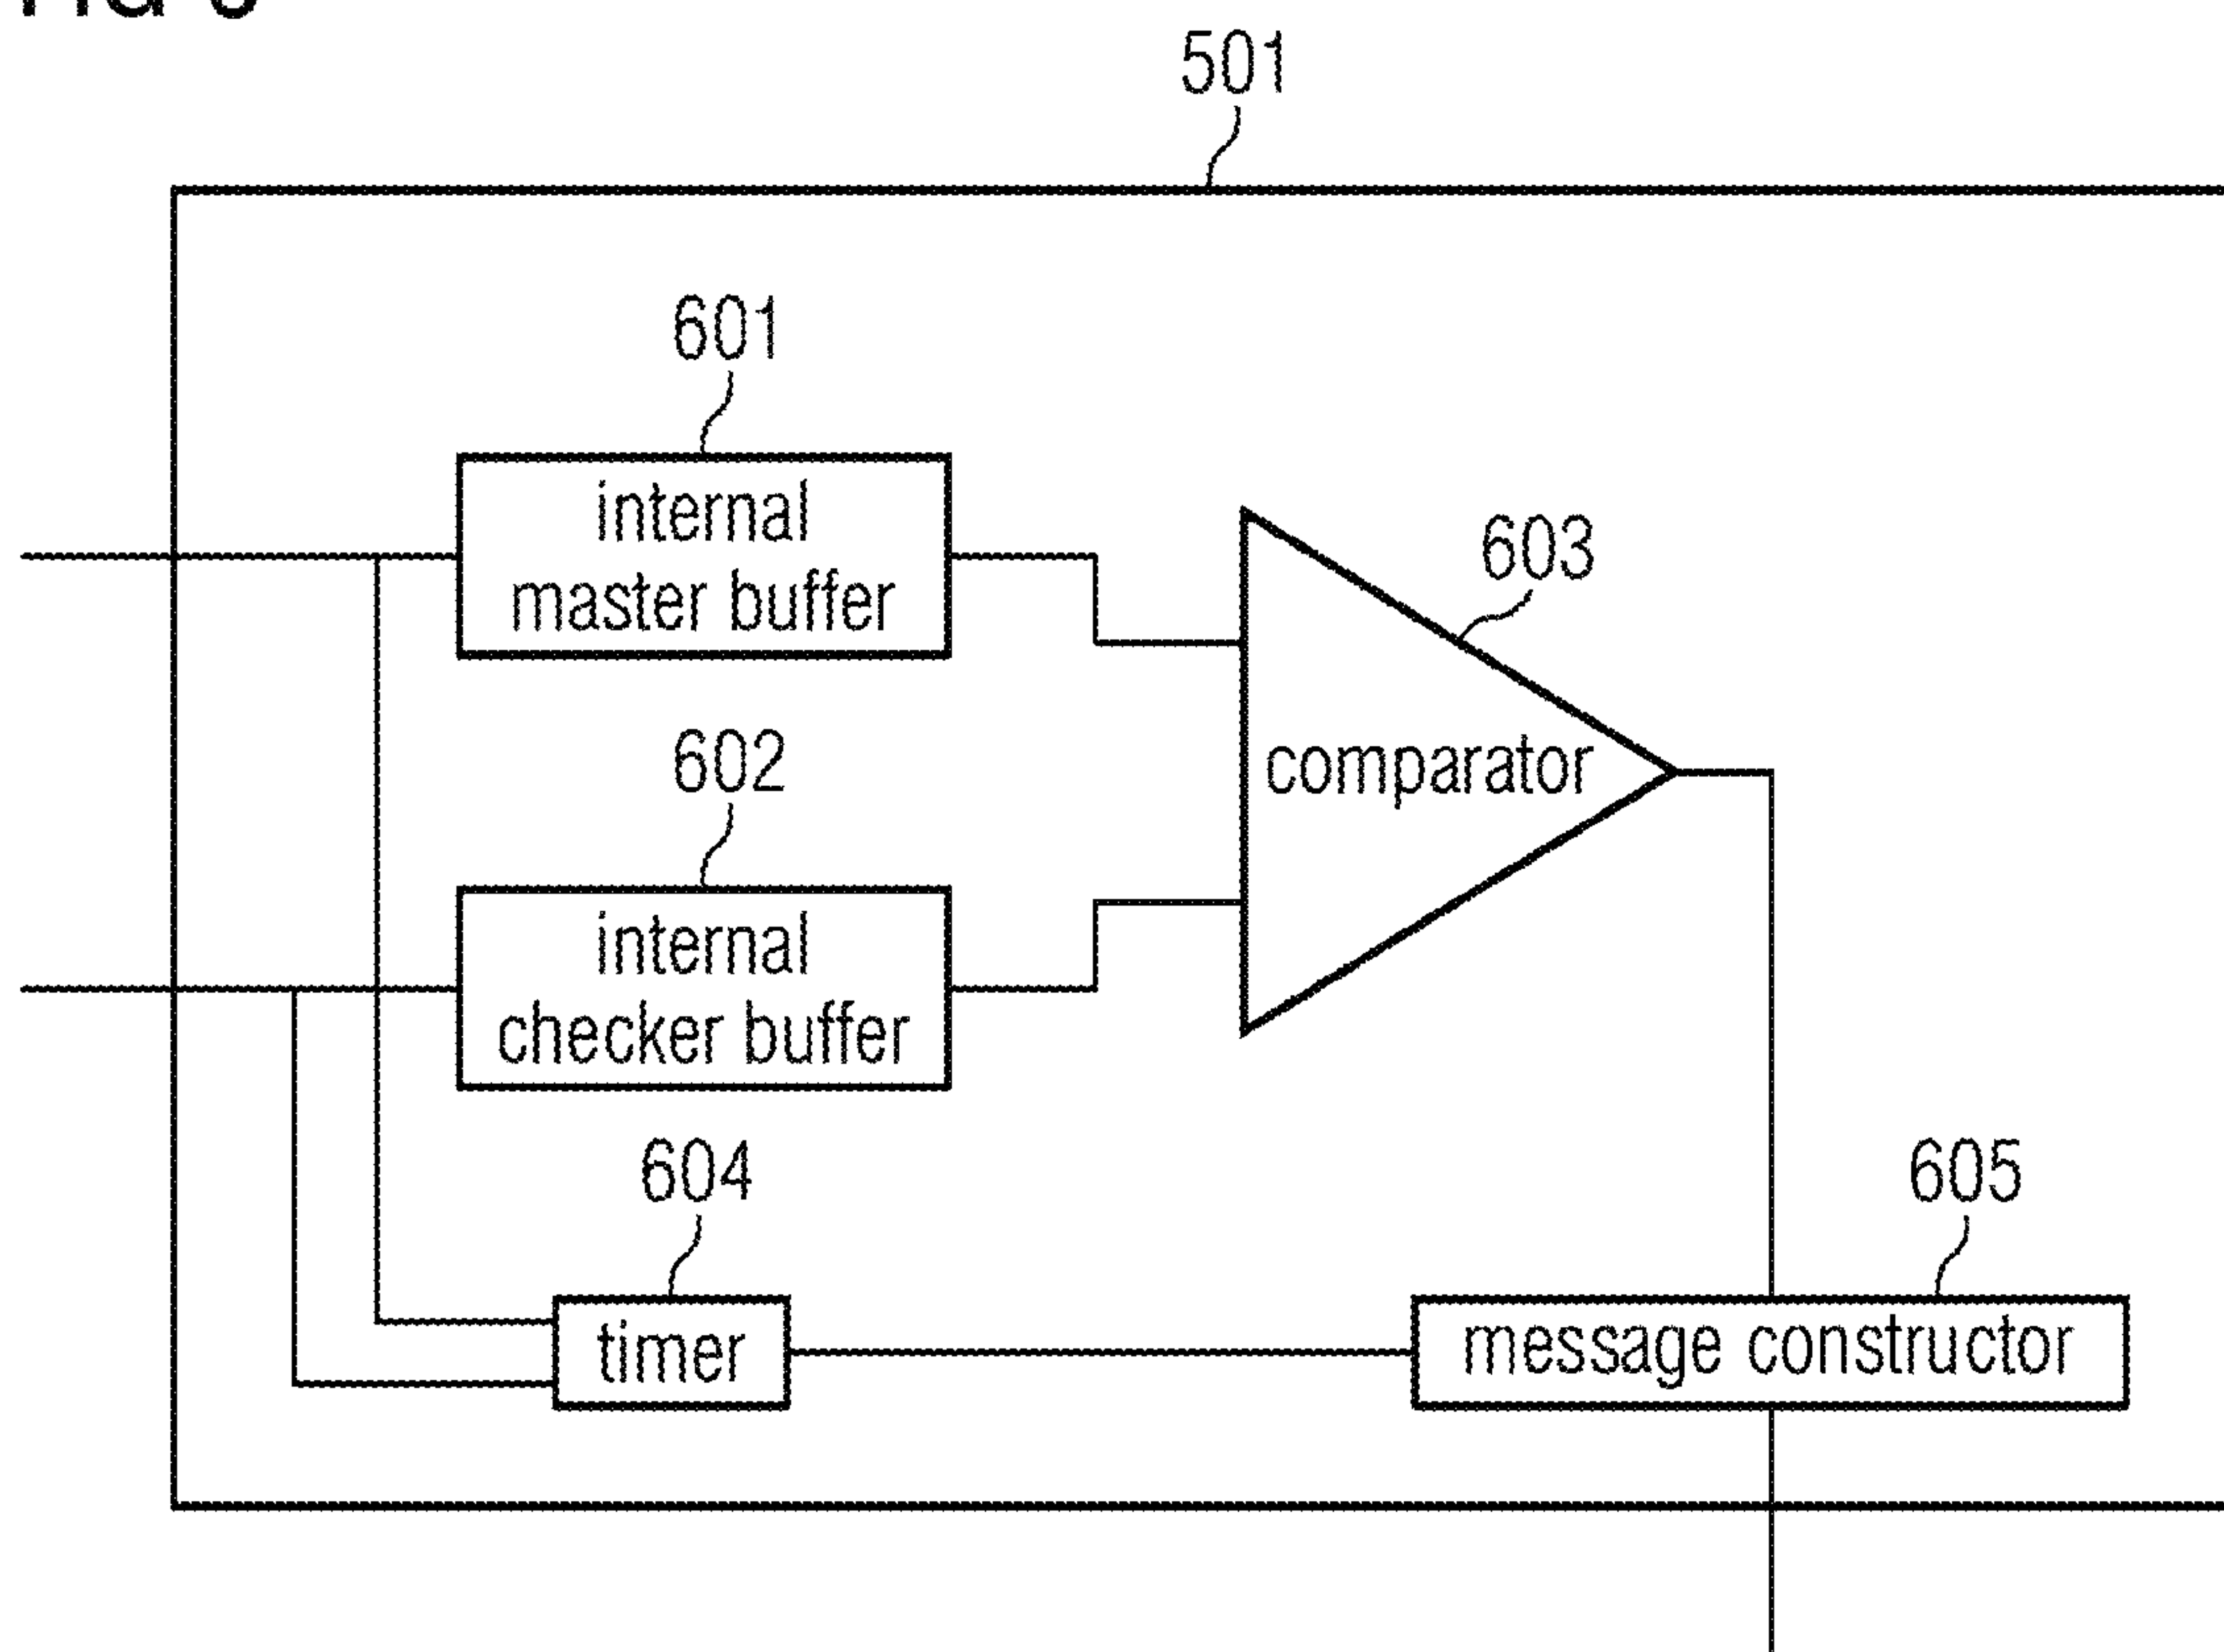 501
601
internal
master buffer
603
602
comparator
internal
checker buffer
604
605
timer
message constructor